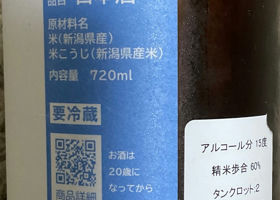 品目 日本酒
原材料名
米(新潟県産)
米こうじ(新潟県産米)
内容量 720ml
要冷蔵
お酒は
20歳に
なってから
商品詳細
アルコール分 15度
精米歩合 60%
タンクロット:2